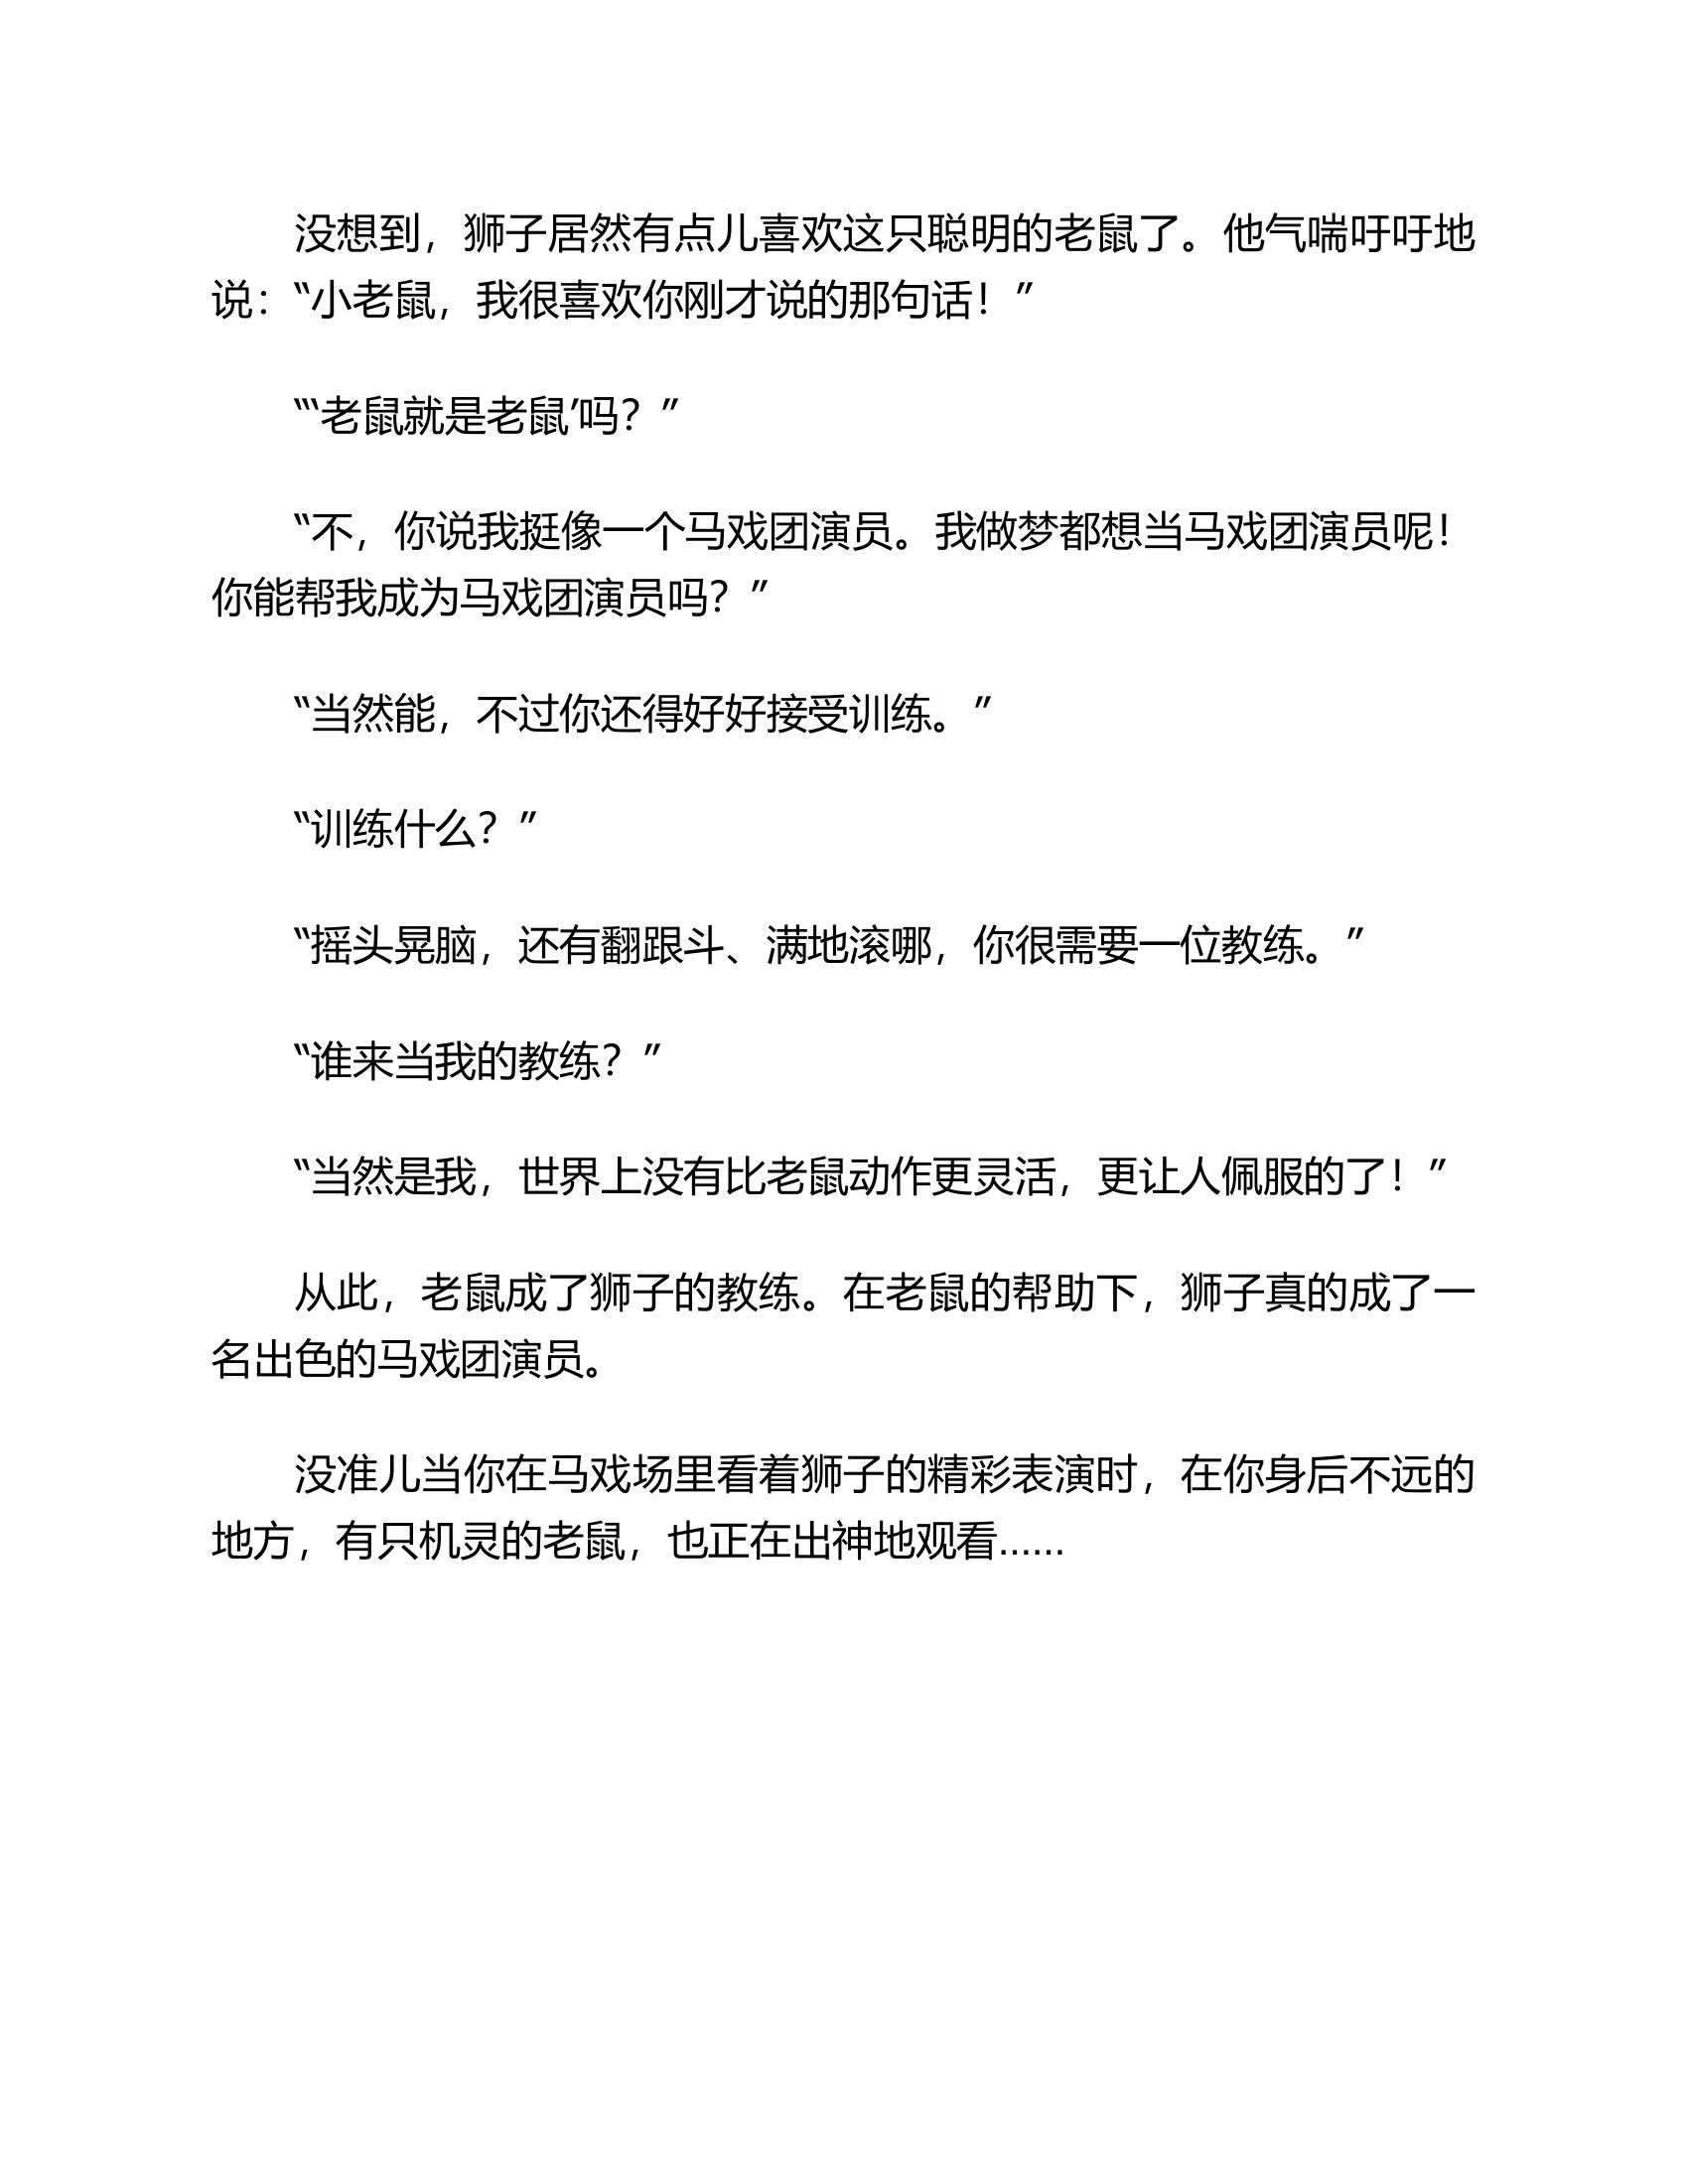 没想到，狮子居然有点儿喜欢这只聪明的老鼠了。他气喘吁吁地
说：“小老鼠，我很喜欢你刚才说的那句话！”
“‘老鼠就是老鼠’吗？”
“不，你说我挺像一个马戏团演员。我做梦都想当马戏团演员呢！
你能帮我成为马戏团演员吗？”
“当然能，不过你还得好好接受训练。”
“训练什么？”
“摇头晃脑，还有翻跟斗、满地滚哪，你很需要一位教练。”
“谁来当我的教练？”
“当然是我，世界上没有比老鼠动作更灵活，更让人佩服的了！”
从此，老鼠成了狮子的教练。在老鼠的帮助下，狮子真的成了一
名出色的马戏团演员。
没准儿当你在马戏场里看着狮子的精彩表演时，在你身后不远的
地方，有只机灵的老鼠，也正在出神地观看……